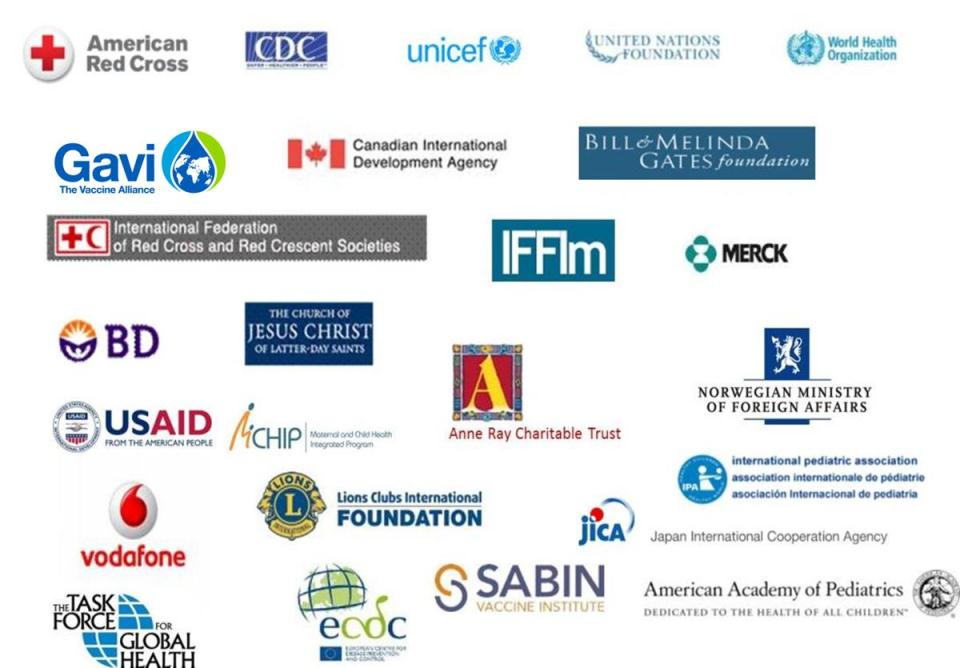 American
Red Cross
CDC
SAFER • HEALTHIER • PEOPLE™
unicef
UNITED NATIONS
FOUNDATION
World Health
Organization
Gavi
The Vaccine Alliance
Canadian International
Development Agency
BILL & MELINDA
GATES foundation
International Federation
of Red Cross and Red Crescent Societies
IFFIm
MERCK
BD
THE CHURCH OF
JESUS CHRIST
OF LATTER-DAY SAINTS
A
Anne Ray Charitable Trust
NORWEGIAN MINISTRY
OF FOREIGN AFFAIRS
USAID
USAID
FROM THE AMERICAN PEOPLE
MCHIP
Maternal and Child Health
Integrated Program
IPA
international pediatric association
association internationale de pédiatrie
asociación Internacional de pediatria
vodafone
LIONS
L
INTERNATIONAL
Lions Clubs International
FOUNDATION
jICA
Japan International Cooperation Agency
THE TASK
FORCE FOR
GLOBAL
HEALTH
ecdc
EUROPEAN CENTRE FOR
DISEASE PREVENTION
AND CONTROL
SABIN
VACCINE INSTITUTE
American Academy of Pediatrics
DEDICATED TO THE HEALTH OF ALL CHILDREN™